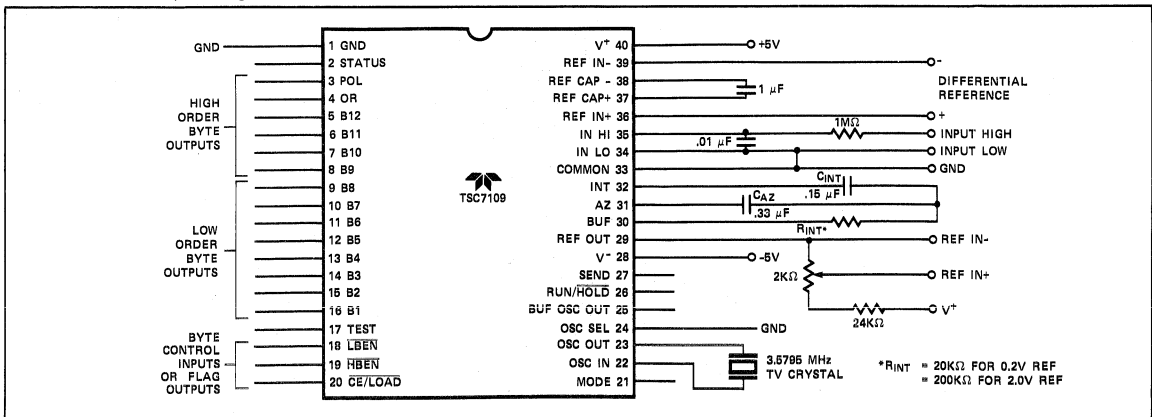 GND
1 GND
2 STATUS
3 POL
4 OR
5 B12
6 B11
7 B10
8 B9
9 B8
10 B7
11 B6
12 B5
13 B4
14 B3
15 B2
16 B1
17 TEST
18 LBEN
19 HBEN
20 CE/LOAD
HIGH
ORDER
BYTE
OUTPUTS
LOW
ORDER
BYTE
OUTPUTS
BYTE
CONTROL
INPUTS
OR FLAG
OUTPUTS
TSC7109
V+ 40
REF IN- 39
REF CAP - 38
REF CAP+ 37
REF IN+ 36
IN HI 35
IN LO 34
COMMON 33
INT 32
AZ 31
BUF 30
REF OUT 29
V- 28
SEND 27
RUN/HOLD 26
BUF OSC OUT 25
OSC SEL 24
OSC OUT 23
OSC IN 22
MODE 21
+5V
-
1 µF
DIFFERENTIAL
REFERENCE
+
1MΩ
INPUT HIGH
.01 µF
INPUT LOW
GND
CINT
.15 µF
CAZ
.33 µF
RINT*
REF IN-
-5V
2KΩ
REF IN+
24KΩ
V+
GND
3.5795 MHz
TV CRYSTAL
*RINT = 20KΩ FOR 0.2V REF
= 200KΩ FOR 2.0V REF